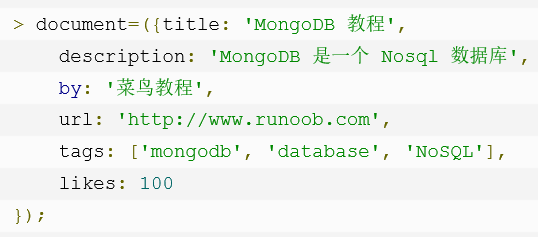 > document=({title: 'MongoDB 教程',
description: 'MongoDB 是一个 Nosql 数据库',
by: '菜鸟教程',
url: 'http://www.runoob.com',
tags: ['mongodb', 'database', 'NoSQL'],
likes: 100
});